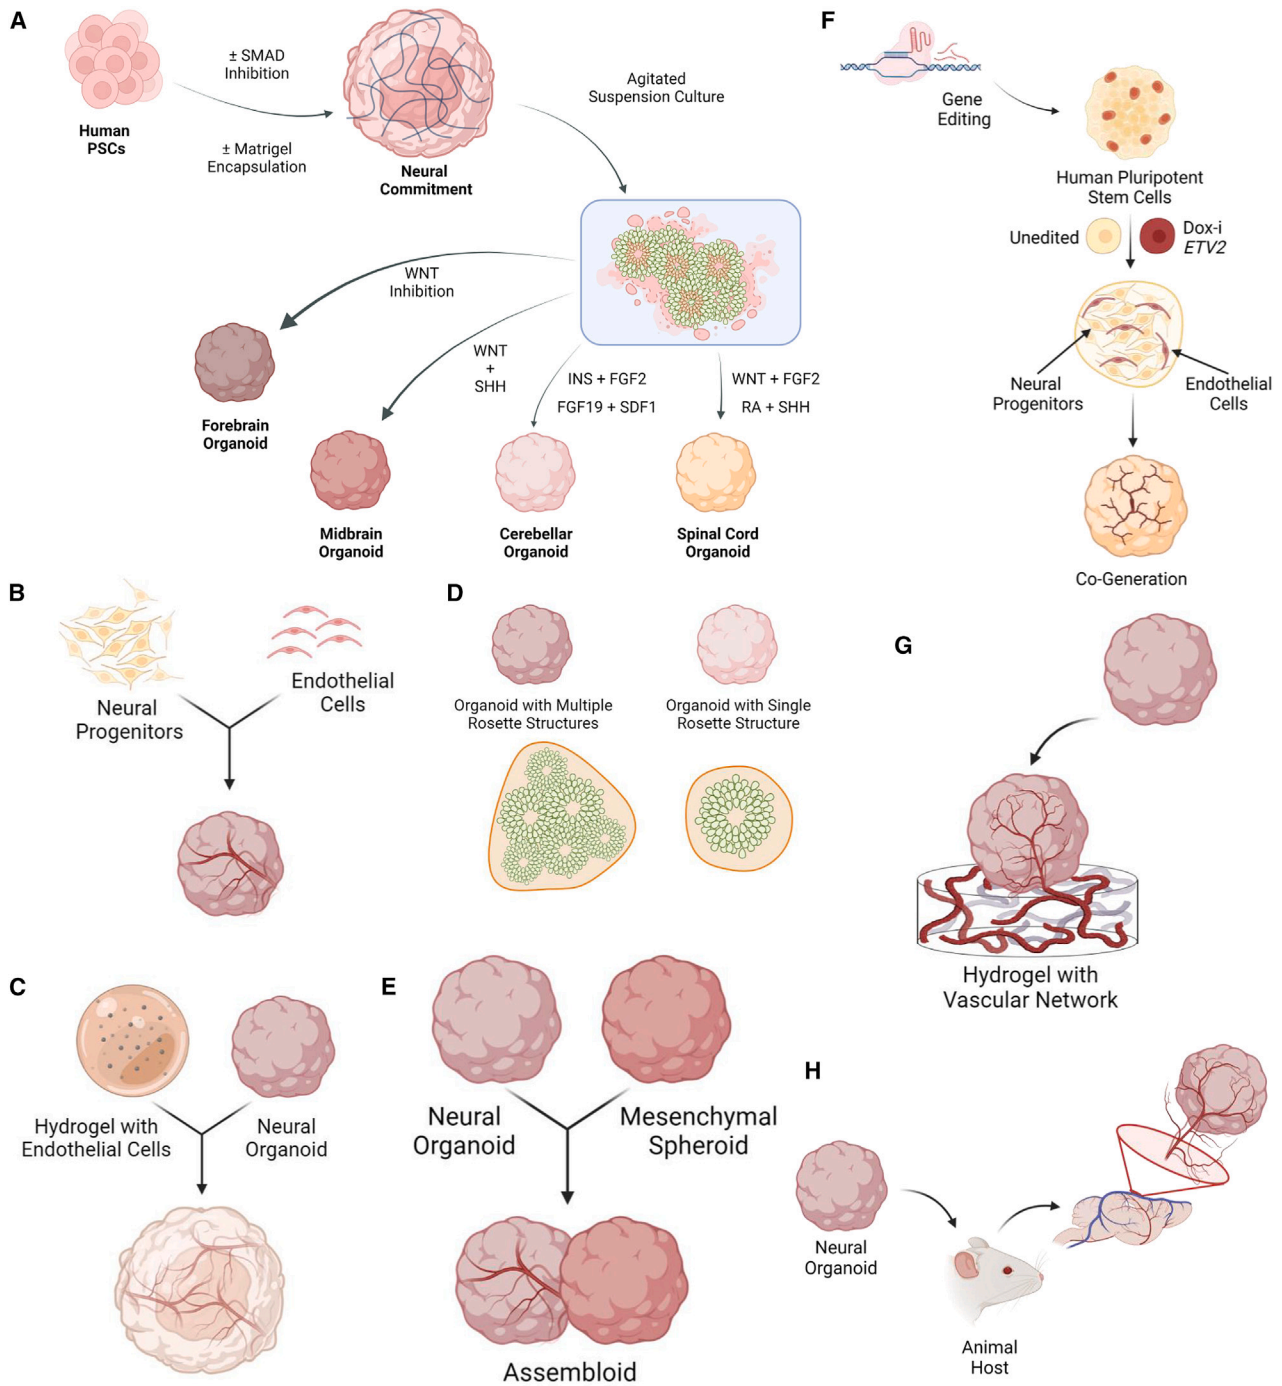 A
± SMAD
Inhibition
Human
PSCs
± Matrigel
Encapsulation
Neural
Commitment
Agitated
Suspension Culture
WNT
Inhibition
Forebrain
Organoid
WNT
+
SHH
Midbrain
Organoid
INS + FGF2
FGF19 + SDF1
Cerebellar
Organoid
WNT + FGF2
RA + SHH
Spinal Cord
Organoid
B
Neural
Progenitors
Endothelial
Cells
C
Hydrogel with
Endothelial Cells
Neural
Organoid
D
Organoid with Multiple
Rosette Structures
Organoid with Single
Rosette Structure
E
Neural
Organoid
Mesenchymal
Spheroid
Assembloid
F
Gene
Editing
Human Pluripotent
Stem Cells
Unedited
Dox-i
ETV2
Neural
Progenitors
Endothelial
Cells
Co-Generation
G
Hydrogel with
Vascular Network
H
Neural
Organoid
Animal
Host